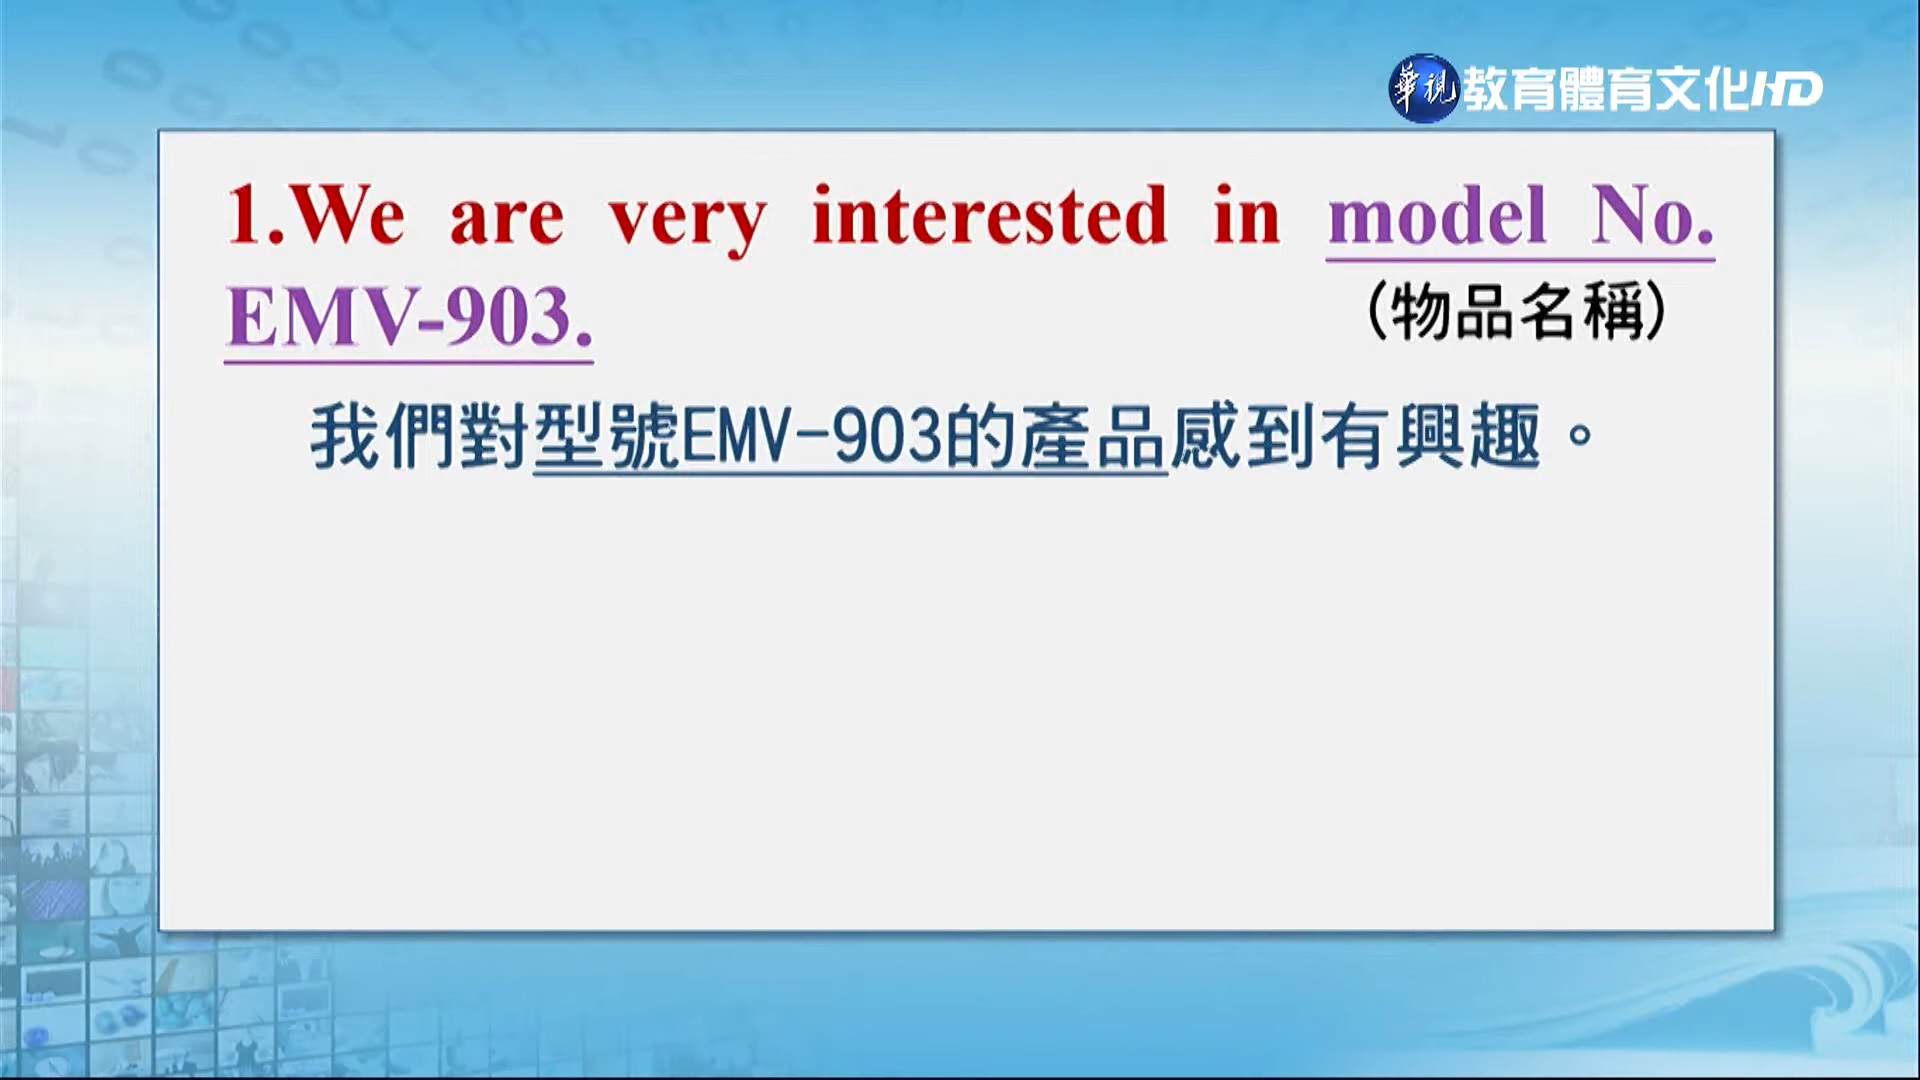 華視 教育體育文化HD
1.We are very interested in model No.
EMV-903. (物品名稱)
我們對型號EMV-903的產品感到有興趣。